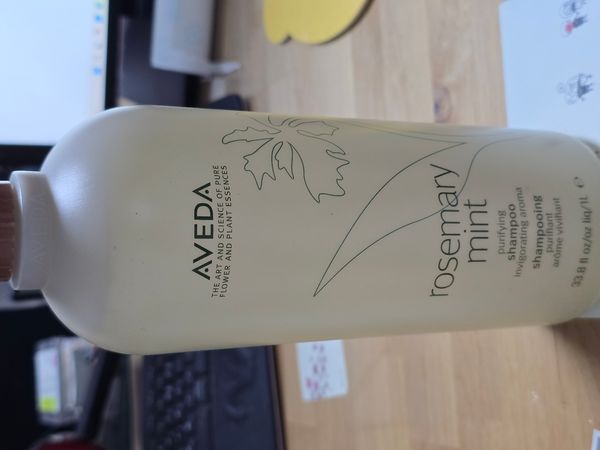 AVEDA
THE ART AND SCIENCE OF PURE
FLOWER AND PLANT ESSENCES
rosemary
mint
purifying
shampoo
invigorating aroma
shampooing
purifiant
arôme vivifiant
33.8 fl oz/oz liq/1L ℮